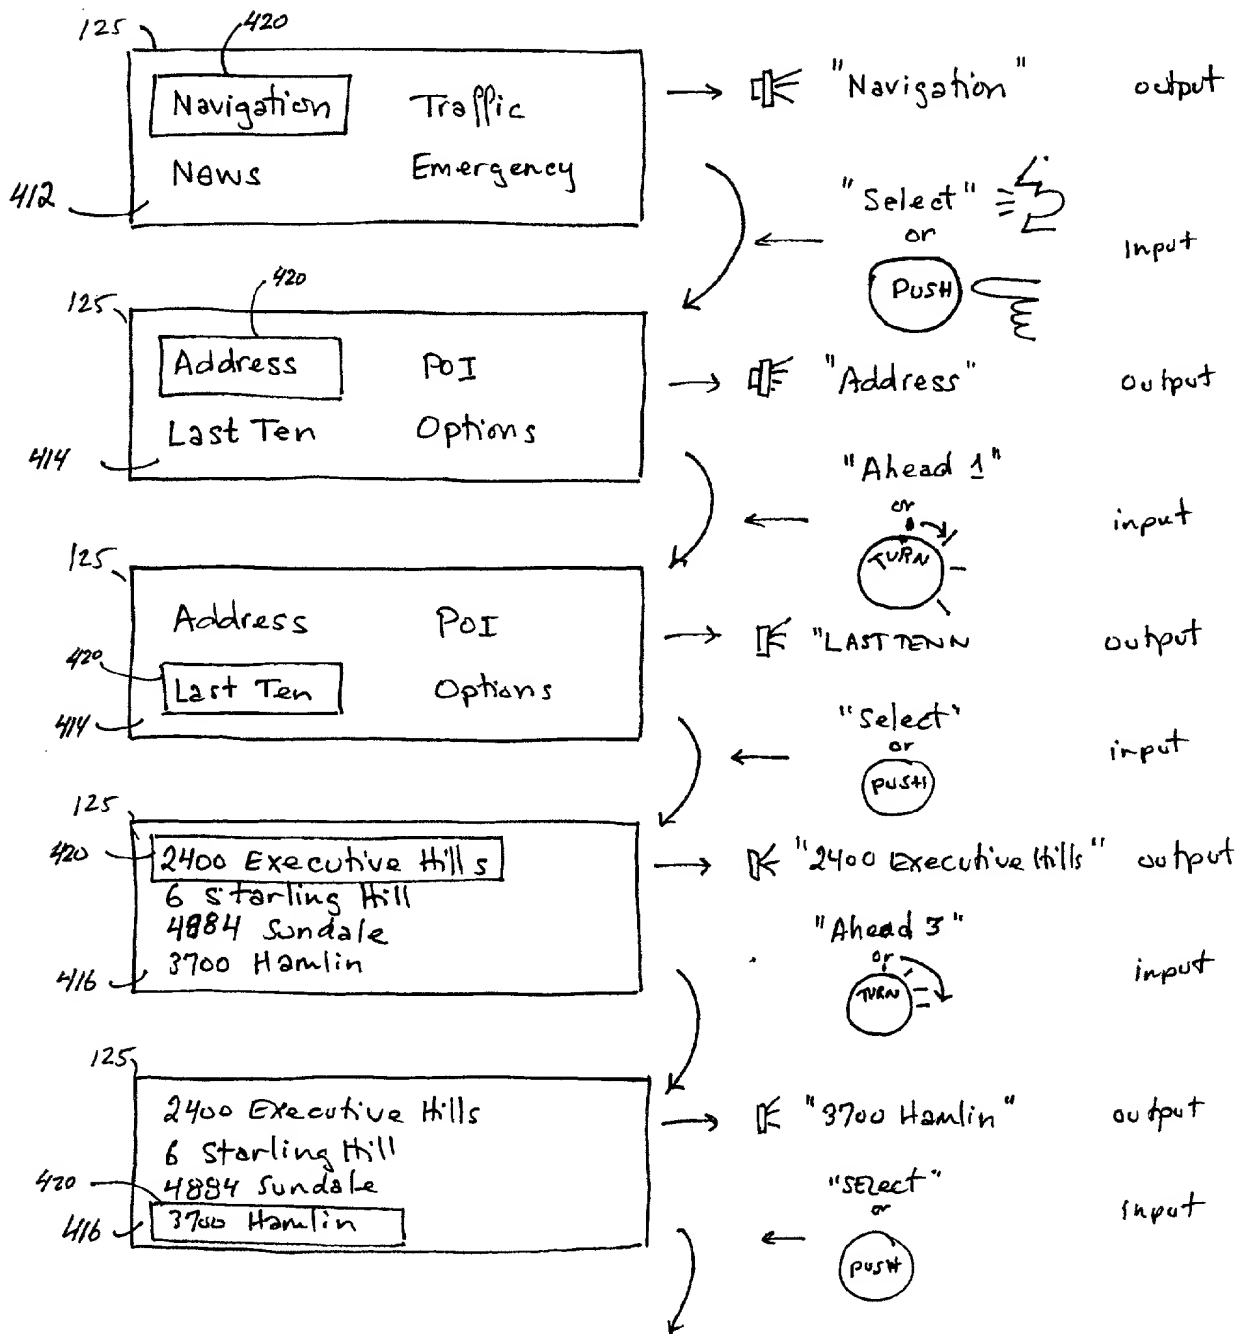 125 420
Navigation Traffic "Navigation" output
News Emergency
412
"Select"
or
PUSH
Input
125 420
Address PoI "Address" output
Last Ten Options
414
"Ahead 1"
or
TURN
input
125
Address PoI
420
"LAST TENN output
Last Ten Options
414
"Select"
or
PUSH
input
125
420 2400 Executive Hills "2400 Executive Hills" output
6 Starling Hill
4884 Sundale
3700 Hamlin
416
"Ahead 3"
or
TURN
input
125
2400 Executive Hills "3700 Hamlin" output
6 Starling Hill
4884 Sundale
420
3700 Hamlin
416
"SELect"
or
PUSH
Input